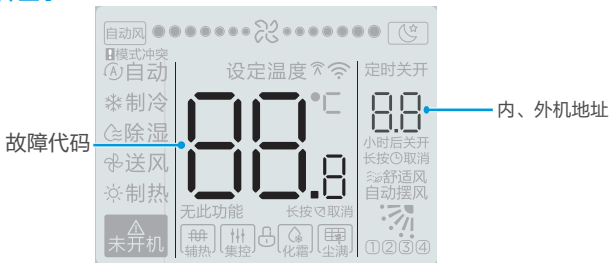 自动风
模式冲突
自动
设定温度
定时关开
制冷
88.8
℃
8.8
内、外机地址
除湿
小时后关开
故障代码
长按取消
送风
舒适风
自动摆风
制热
无此功能
长按 取消
未开机
辅热
集控
化霜
尘满
①②③④